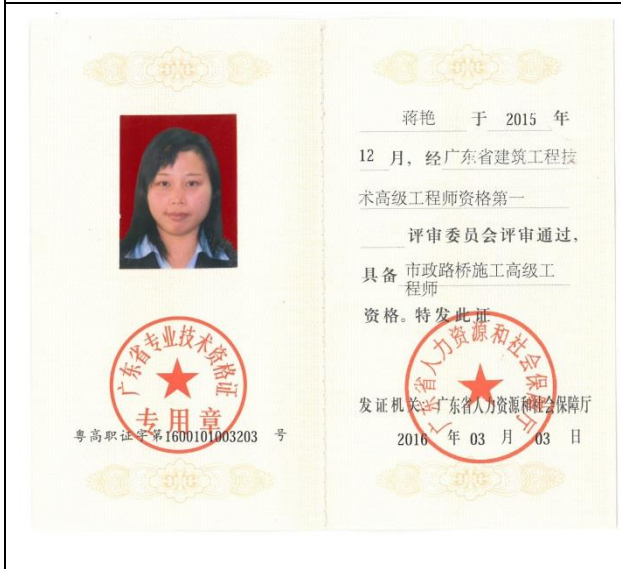 广东省专业技术资格证
专用章
粤高职证字第1600101003203 号
蒋艳 于 2015 年
12 月，经广东省建筑工程技
术高级工程师资格第一
评审委员会评审通过，
具备 市政路桥施工高级工
程师
资格。特发此证
广东省人力资源和社会保障厅
发证机关：广东省人力资源和社会保障厅
2016 年 03 月 03 日